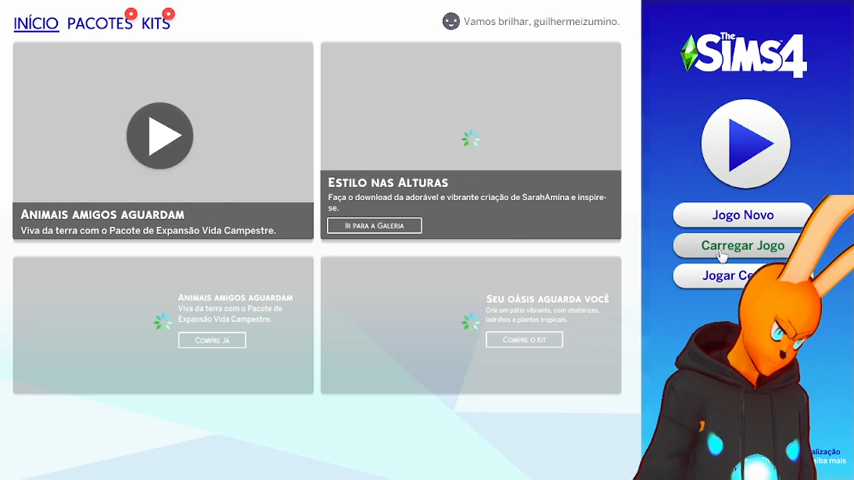 INÍCIO PACOTES KITS
Vamos brilhar, guilhermeizumino.
The SIMS 4
ANIMAIS AMIGOS AGUARDAM
Viva da terra com o Pacote de Expansão Vida Campestre.
ESTILO NAS ALTURAS
Faça o download da adorável e vibrante criação de SarahAmina e inspire-
se.
IR PARA A GALERIA
ANIMAIS AMIGOS AGUARDAM
Viva da terra com o Pacote de
Expansão Vida Campestre.
COMPRE JÁ
SEU OÁSIS AGUARDA VOCÊ
Crie um pátio vibrante, com chafarizes,
ladrilhos e plantas tropicais.
COMPRE O KIT
Jogo Novo
Carregar Jogo
Jogar